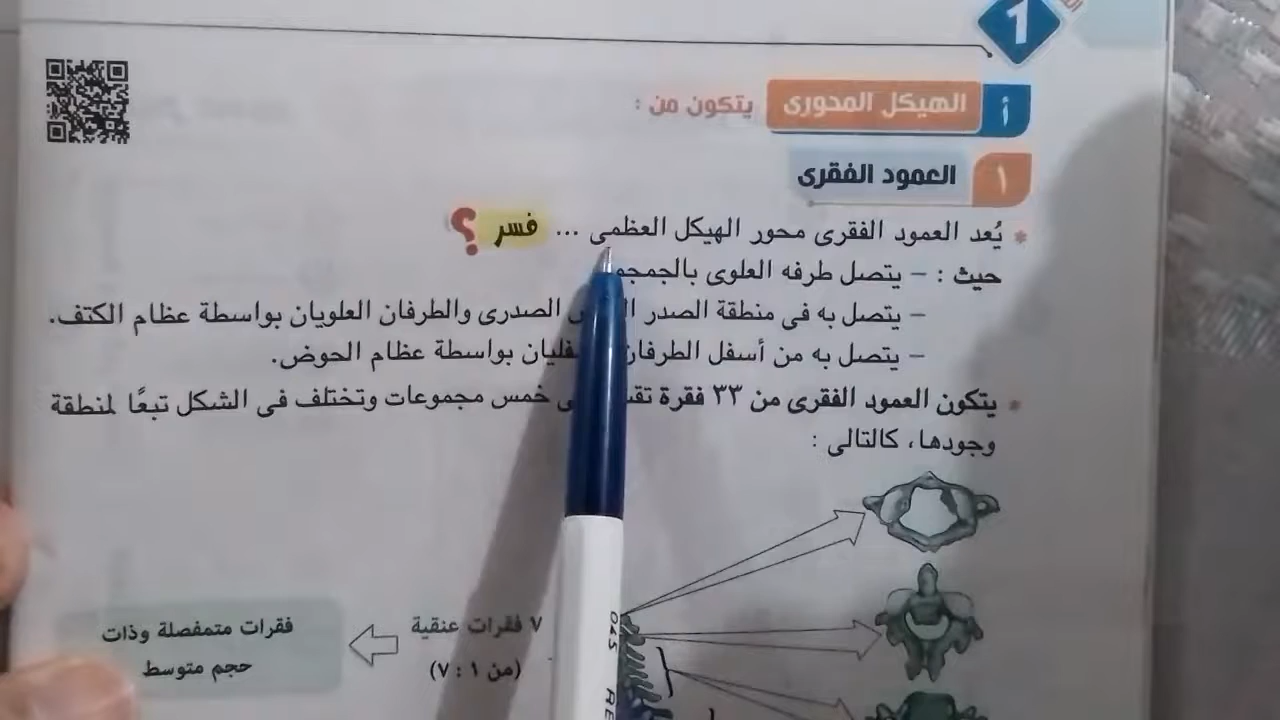 1
أ الهيكل المحورى يتكون من :
١ العمود الفقرى
* يُعد العمود الفقرى محور الهيكل العظمى ... فسر ؟
حيث : – يتصل طرفه العلوى
– يتصل به فى منطقة الصدر الصدرى والطرفان العلويان بواسطة عظام الكتف.
– يتصل به من أسفل الطرفان بواسطة عظام الحوض.
* يتكون العمود الفقرى من ٣٣ فقرة خمس مجموعات وتختلف فى الشكل تبعًا لمنطقة
وجودها، كالتالى :
٧ فقرات عنقية
(من ١ : ٧)
فقرات متمفصلة وذات
حجم متوسط
045 RE